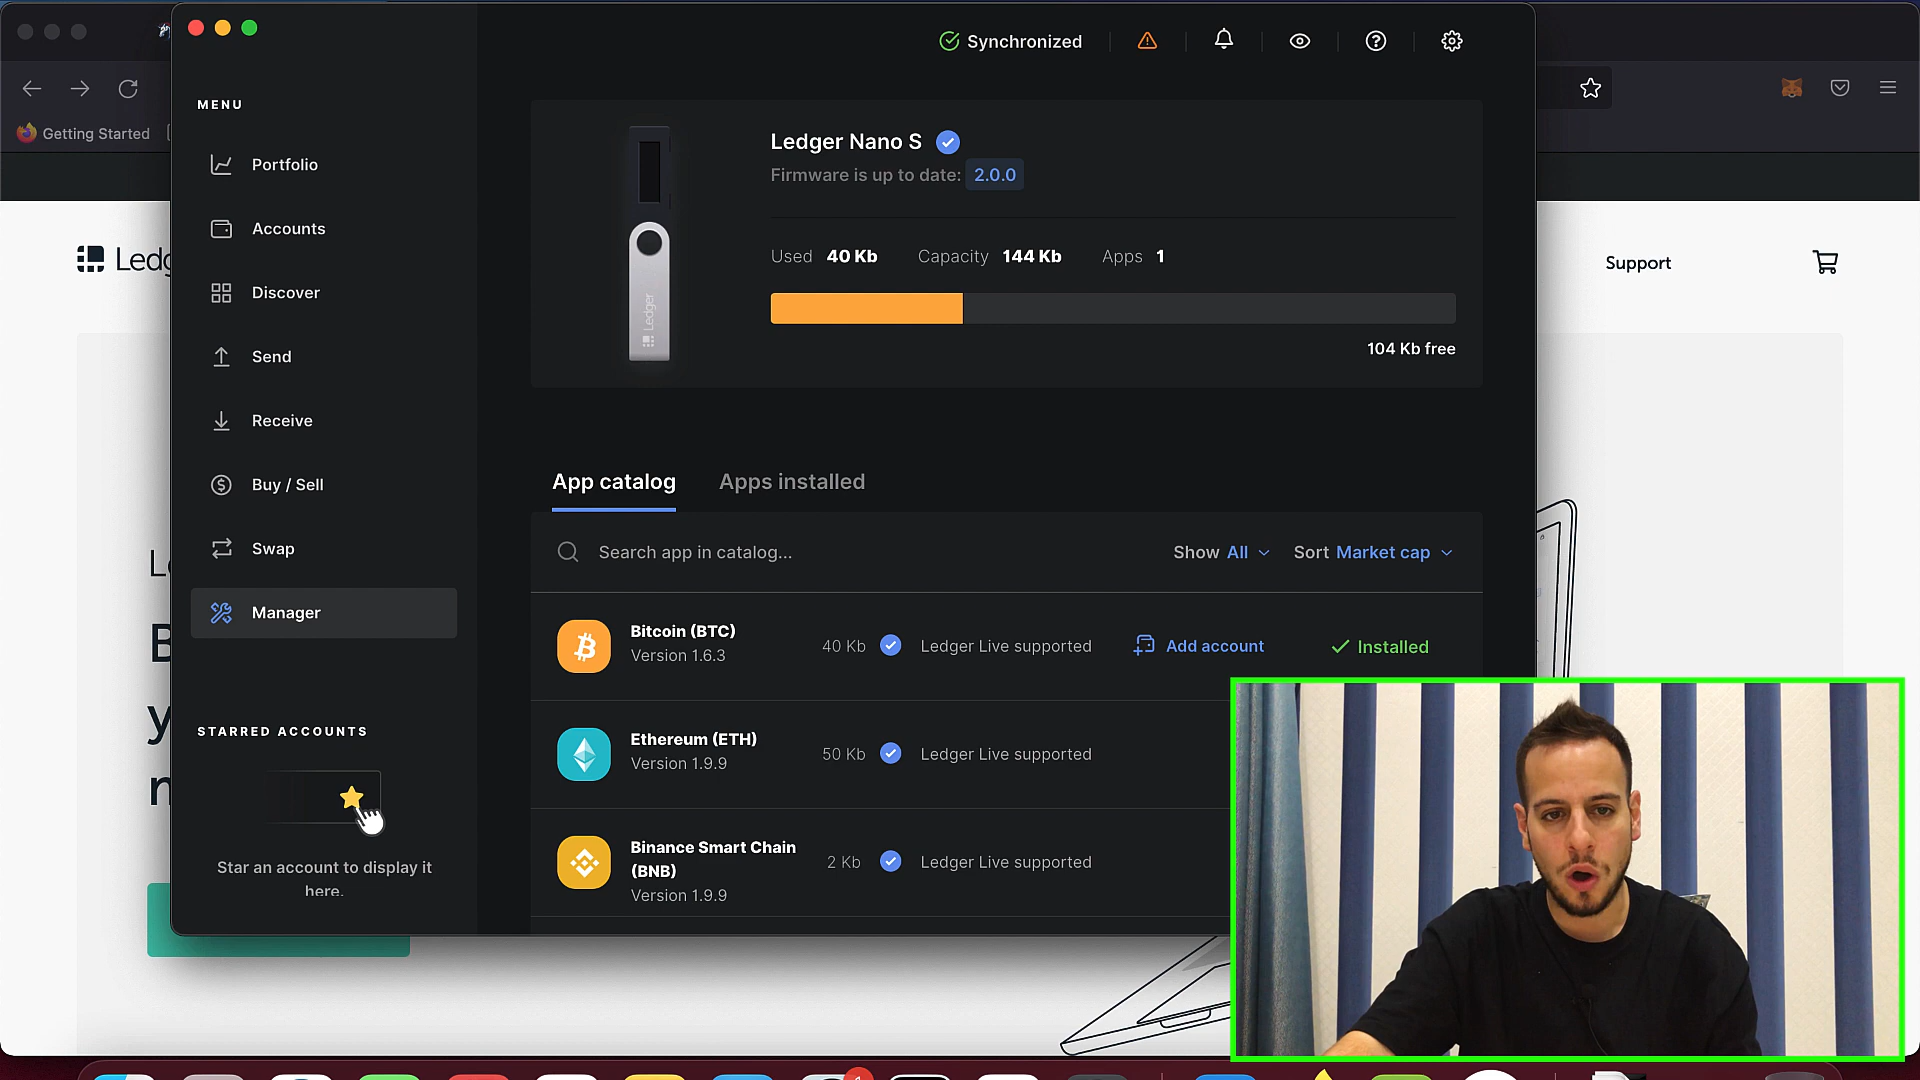 Synchronized
MENU
Getting Started
Portfolio
Accounts
Discover
Send
Receive
Buy / Sell
Swap
Manager
STARRED ACCOUNTS
Star an account to display it
here.
Ledger Nano S
Firmware is up to date: 2.0.0
Used 40 Kb Capacity 144 Kb Apps 1
104 Kb free
Ledger
App catalog Apps installed
Search app in catalog... Show All Sort Market cap
Bitcoin (BTC)
Version 1.6.3
40 Kb Ledger Live supported Add account Installed
Ethereum (ETH)
Version 1.9.9
50 Kb Ledger Live supported
Binance Smart Chain
(BNB)
Version 1.9.9
2 Kb Ledger Live supported
Support